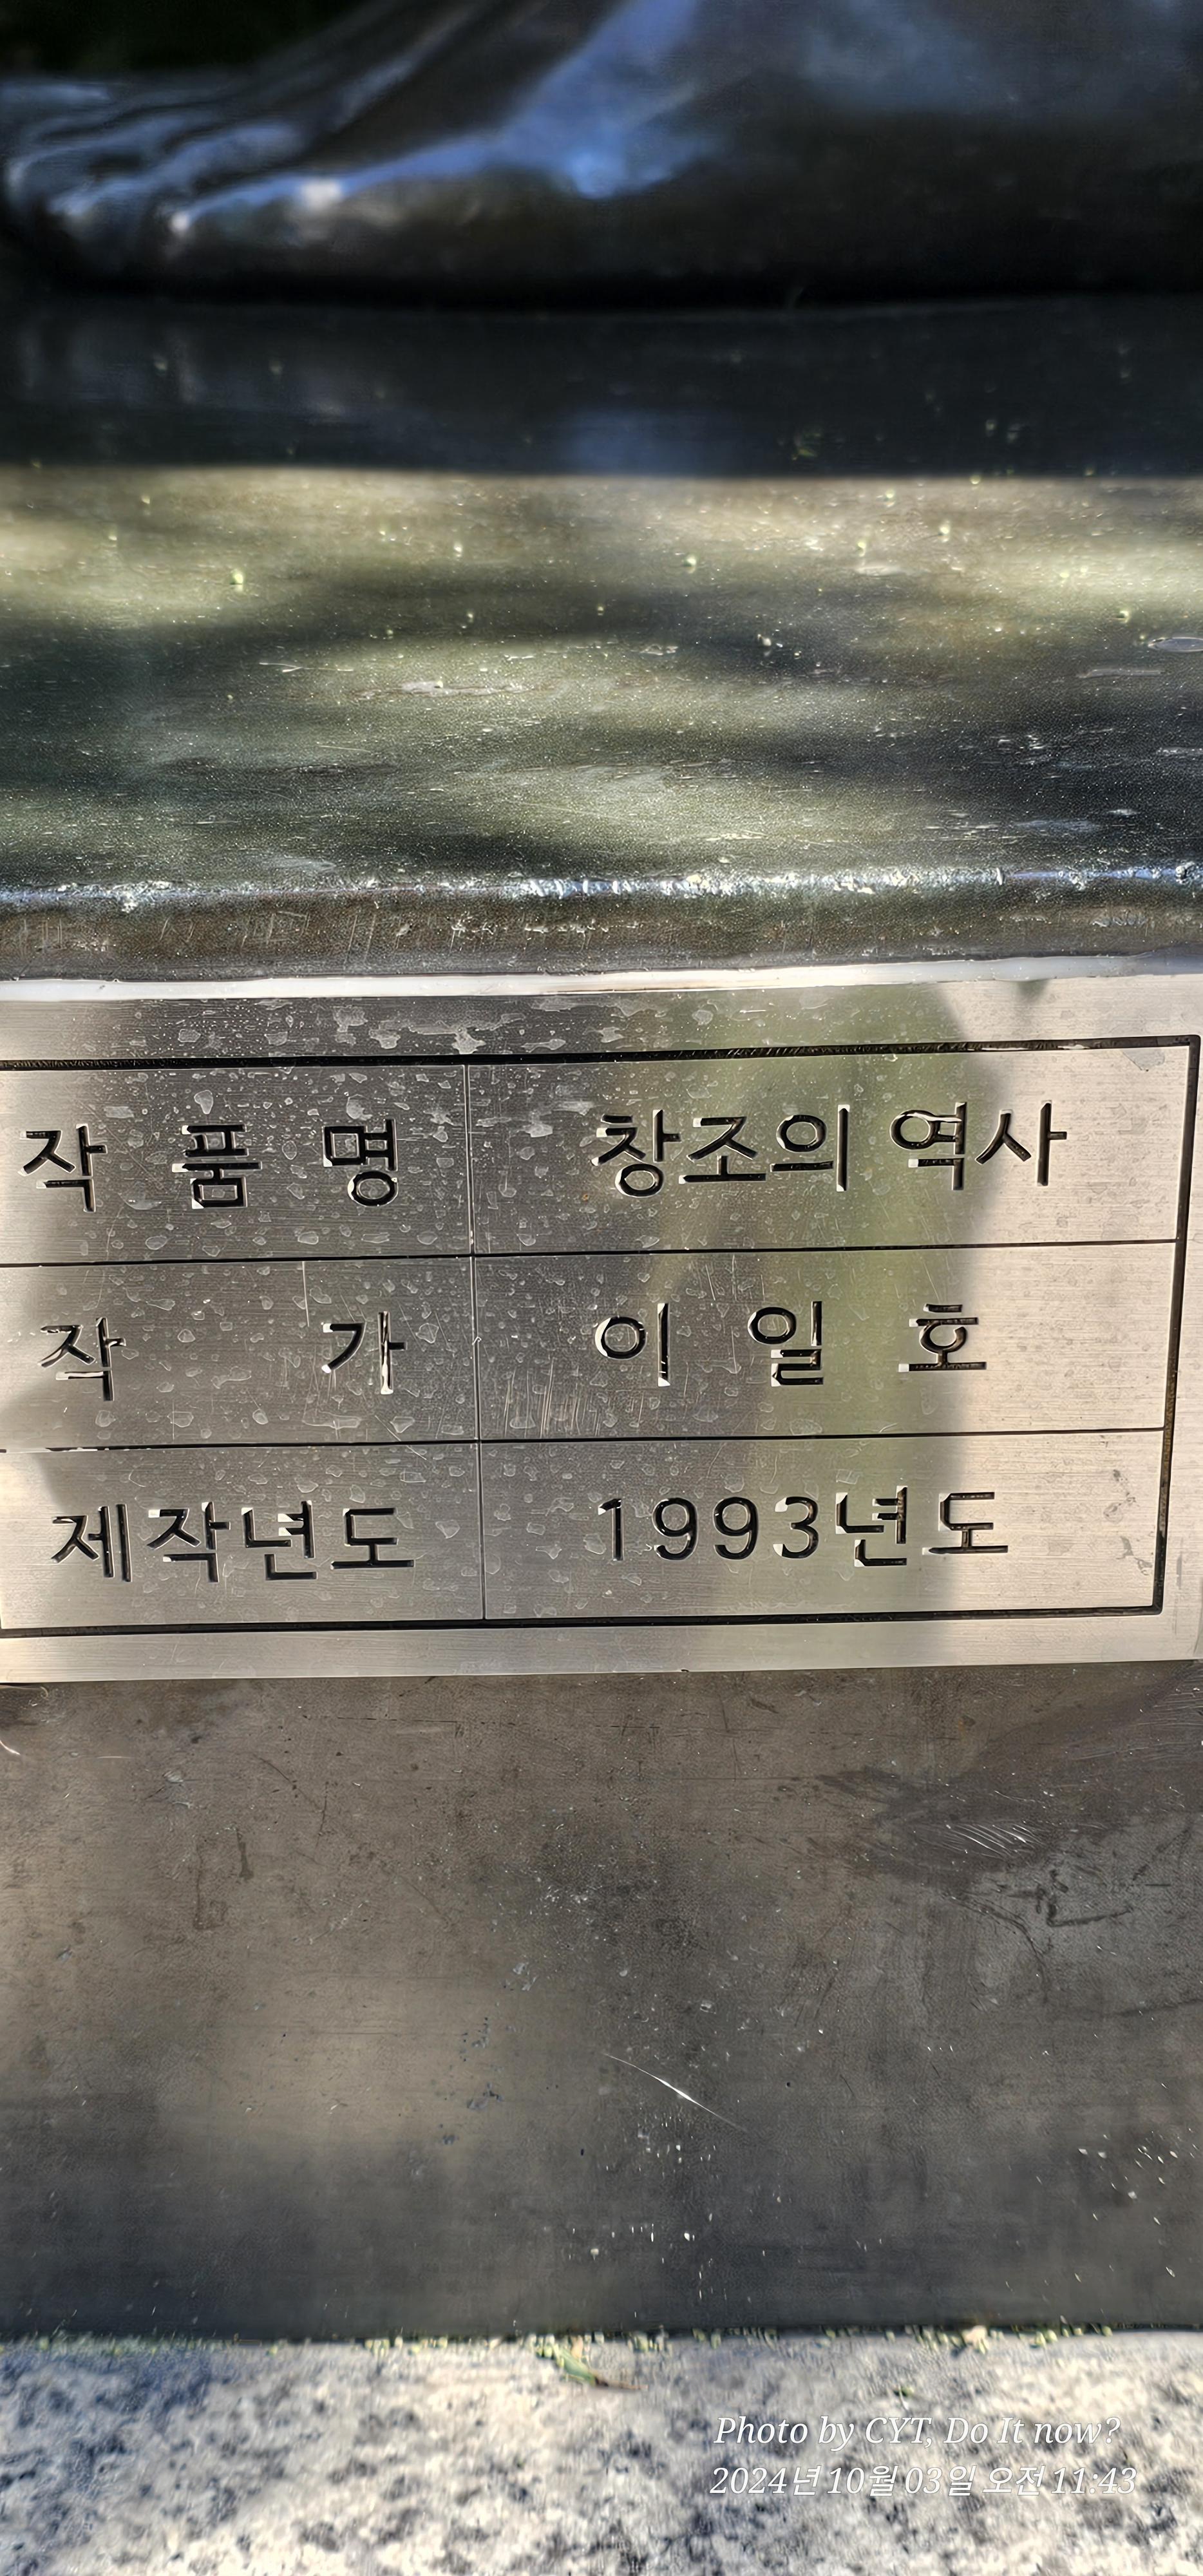 작 품 명 창조의 역사
작 가 이 일 호
제작년도 1993년도
Photo by CYT, Do It now?
2024년 10월 03일 오전 11:43